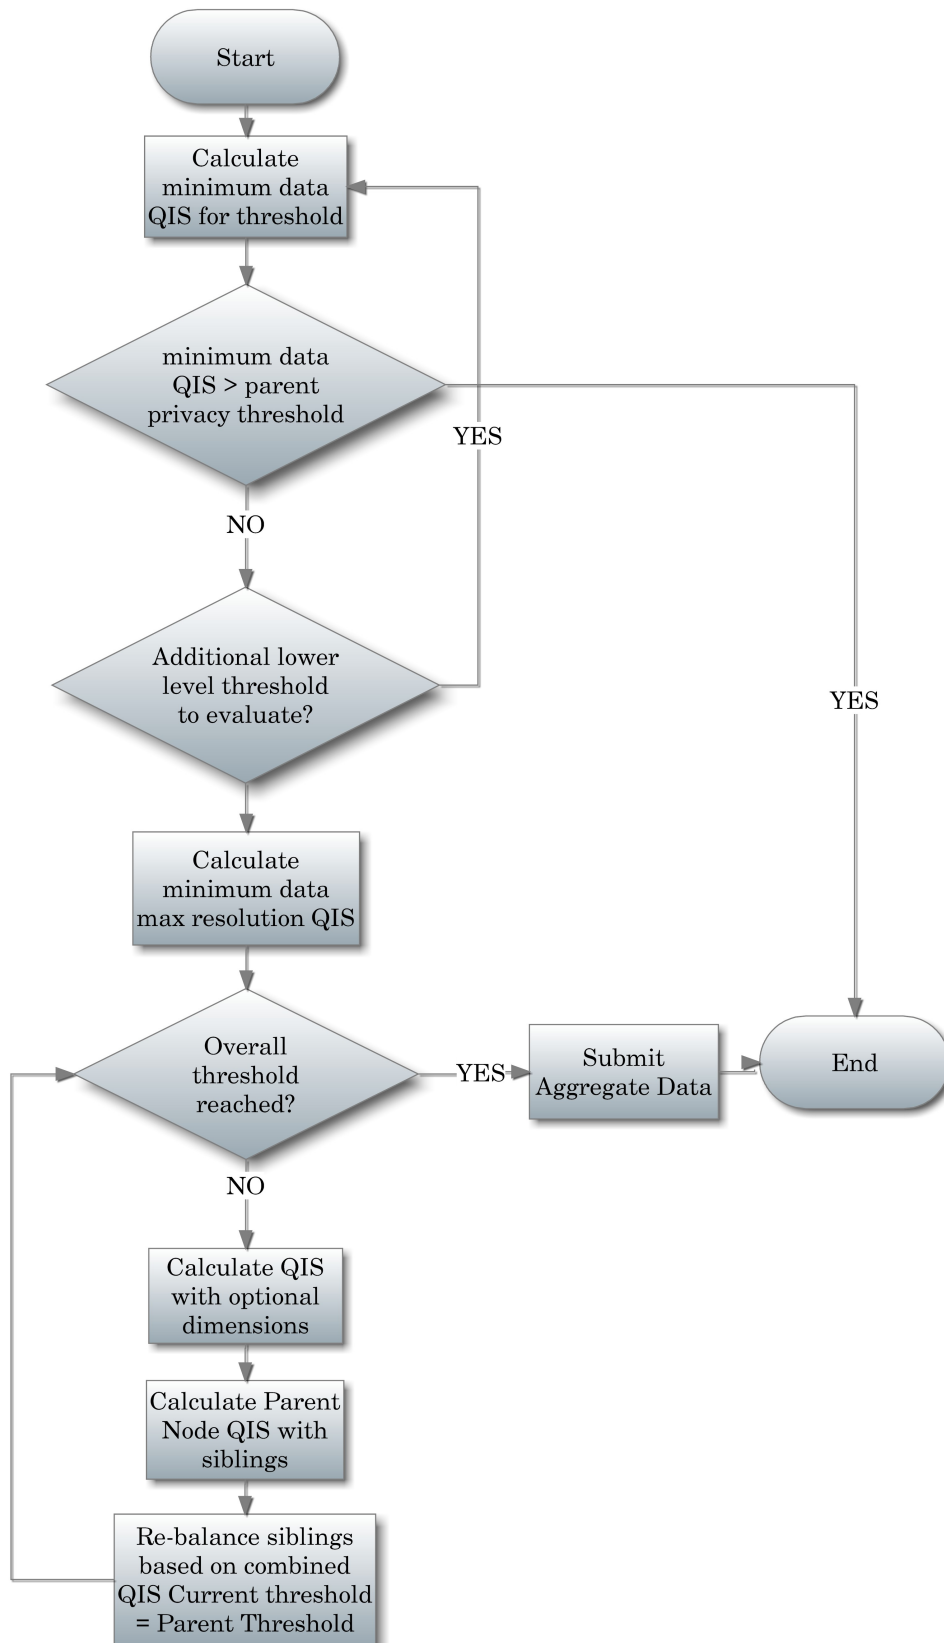 Start
Calculate
minimum data
QIS for threshold
minimum data
QIS > parent
privacy threshold
YES
NO
Additional lower
level threshold
to evaluate?
YES
Calculate
minimum data
max resolution QIS
Overall
threshold
reached?
YES
Submit
Aggregate Data
End
NO
Calculate QIS
with optional
dimensions
Calculate Parent
Node QIS with
siblings
Re-balance siblings
based on combined
QIS Current threshold
= Parent Threshold